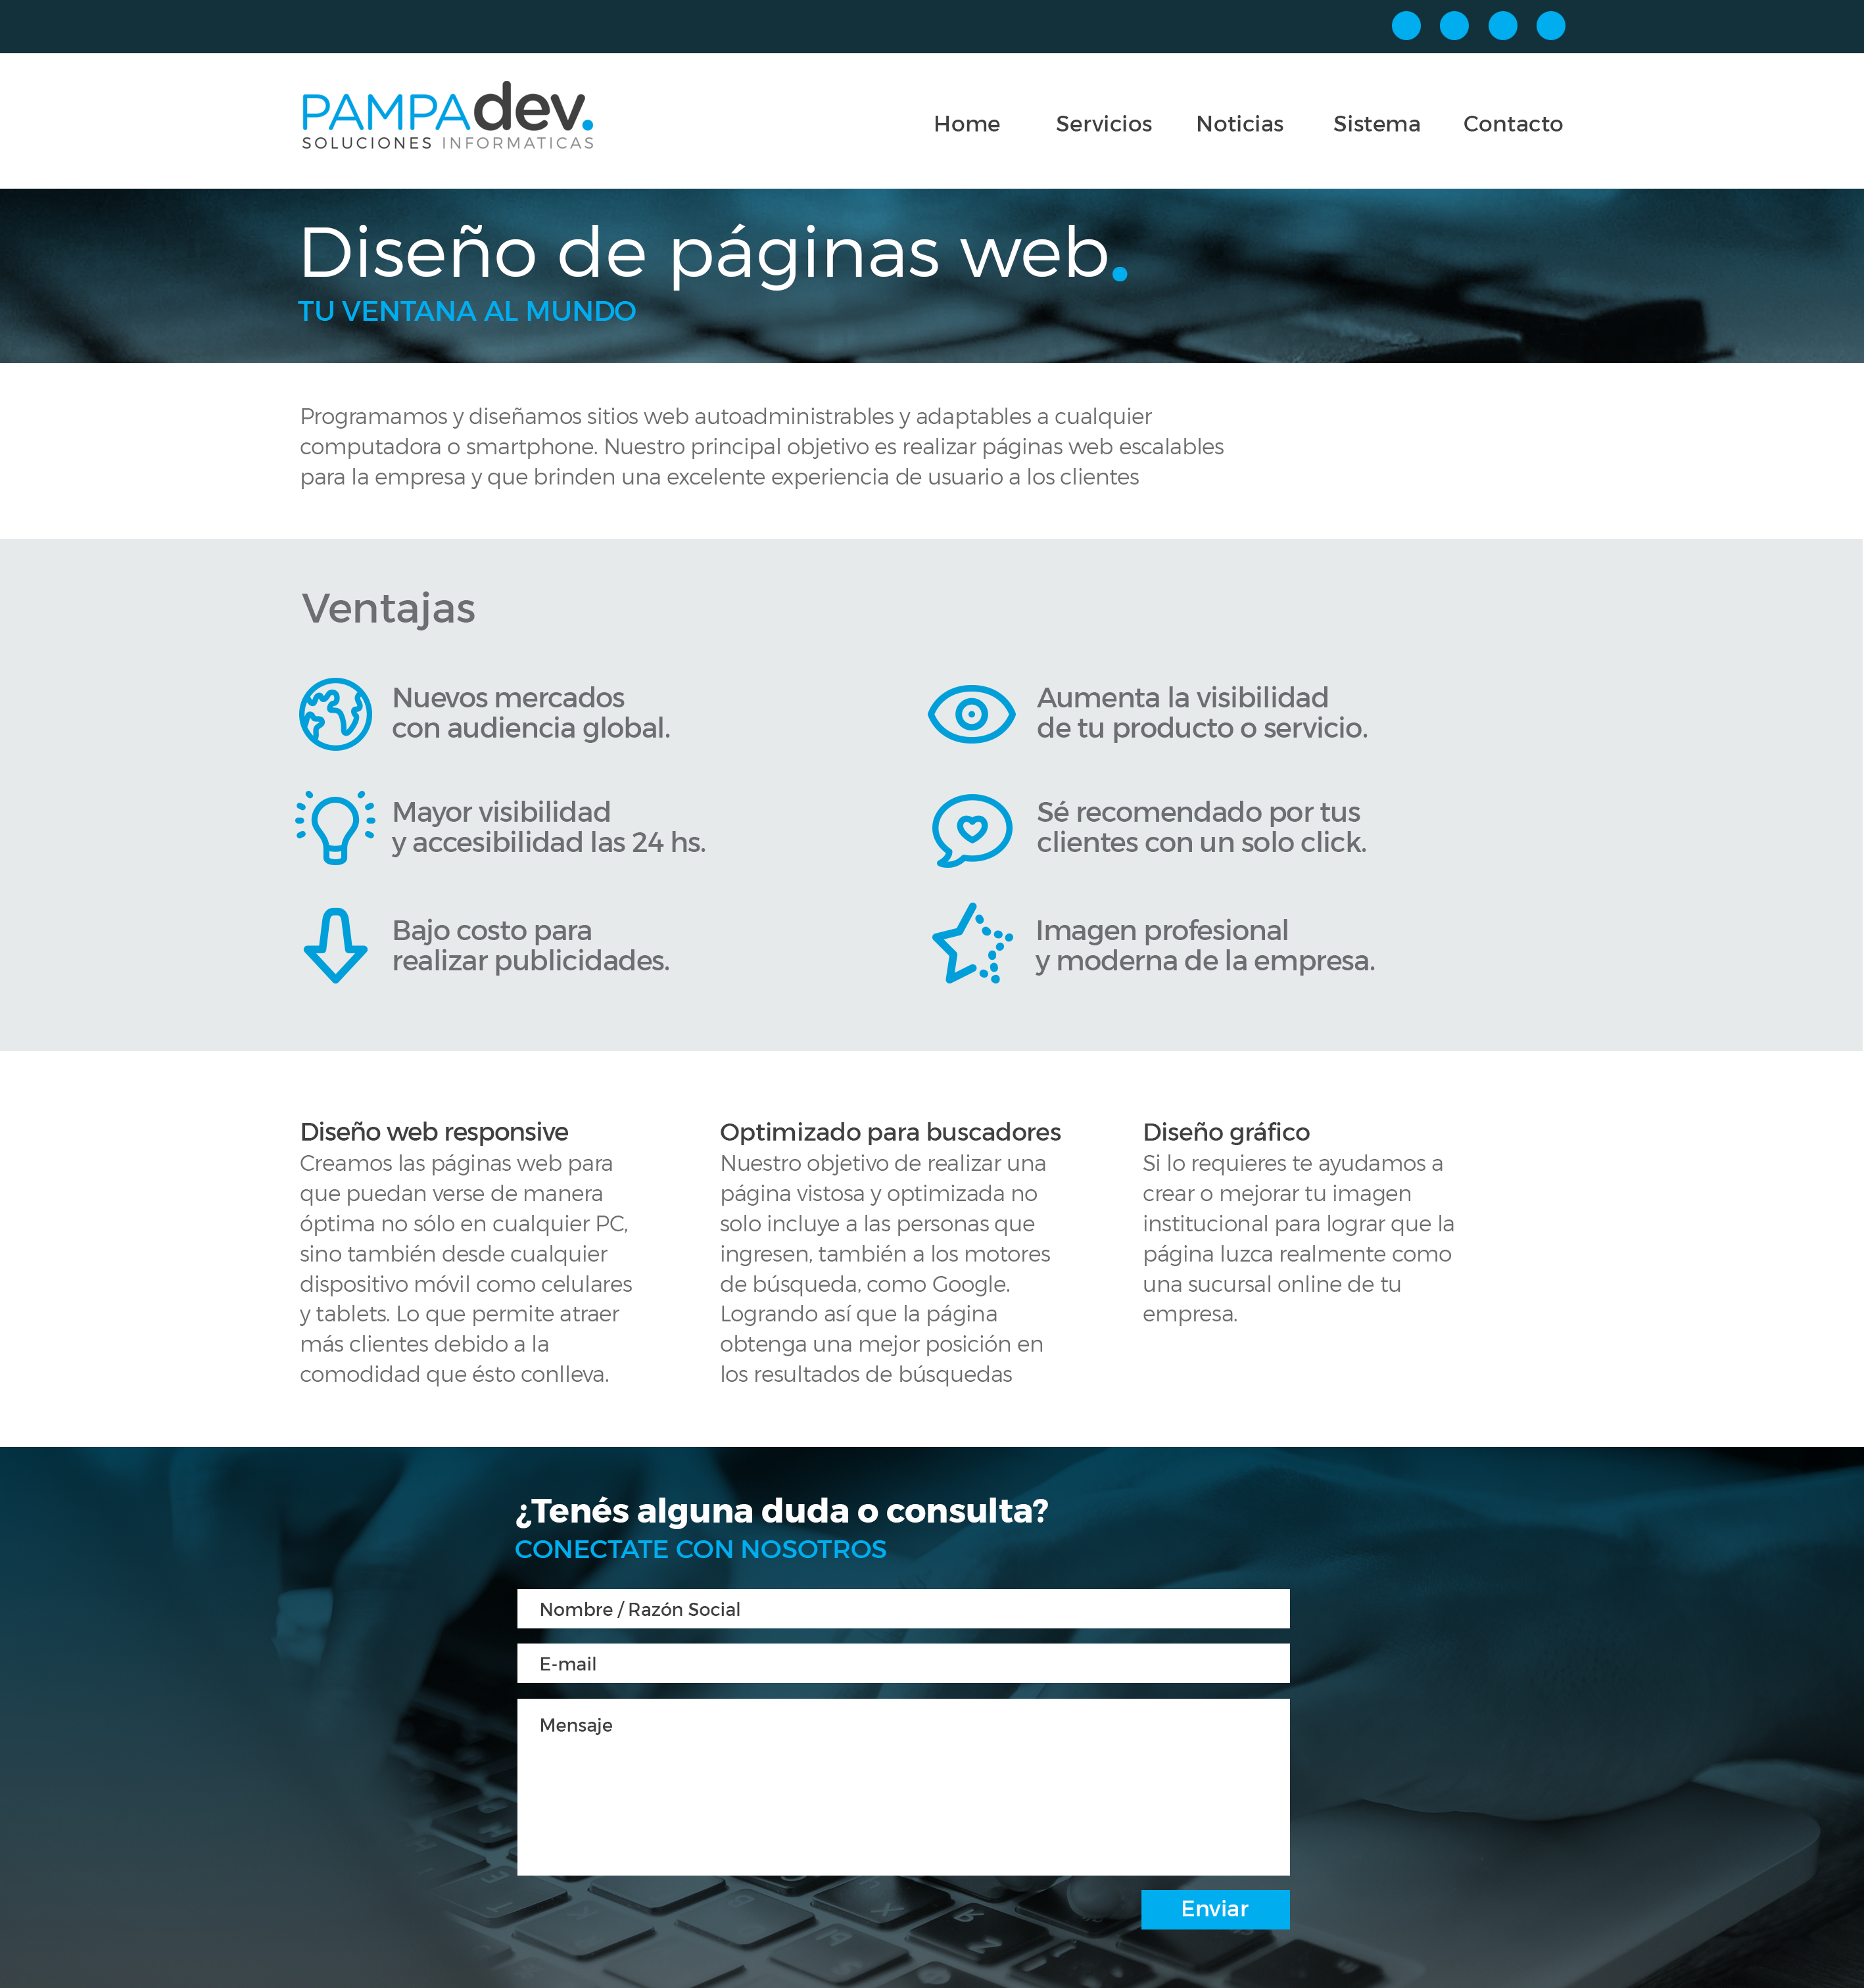 PAMPAdev.
SOLUCIONES INFORMATICAS
Home Servicios Noticias Sistema Contacto
Diseño de páginas web.
TU VENTANA AL MUNDO
Programamos y diseñamos sitios web autoadministrables y adaptables a cualquier
computadora o smartphone. Nuestro principal objetivo es realizar páginas web escalables
para la empresa y que brinden una excelente experiencia de usuario a los clientes
Ventajas
Nuevos mercados
con audiencia global.
Aumenta la visibilidad
de tu producto o servicio.
Mayor visibilidad
y accesibilidad las 24 hs.
Sé recomendado por tus
clientes con un solo click.
Bajo costo para
realizar publicidades.
Imagen profesional
y moderna de la empresa.
Diseño web responsive
Creamos las páginas web para
que puedan verse de manera
óptima no sólo en cualquier PC,
sino también desde cualquier
dispositivo móvil como celulares
y tablets. Lo que permite atraer
más clientes debido a la
comodidad que ésto conlleva.
Optimizado para buscadores
Nuestro objetivo de realizar una
página vistosa y optimizada no
solo incluye a las personas que
ingresen, también a los motores
de búsqueda, como Google.
Logrando así que la página
obtenga una mejor posición en
los resultados de búsquedas
Diseño gráfico
Si lo requieres te ayudamos a
crear o mejorar tu imagen
institucional para lograr que la
página luzca realmente como
una sucursal online de tu
empresa.
¿Tenés alguna duda o consulta?
CONECTATE CON NOSOTROS
Nombre / Razón Social
E-mail
Mensaje
Enviar